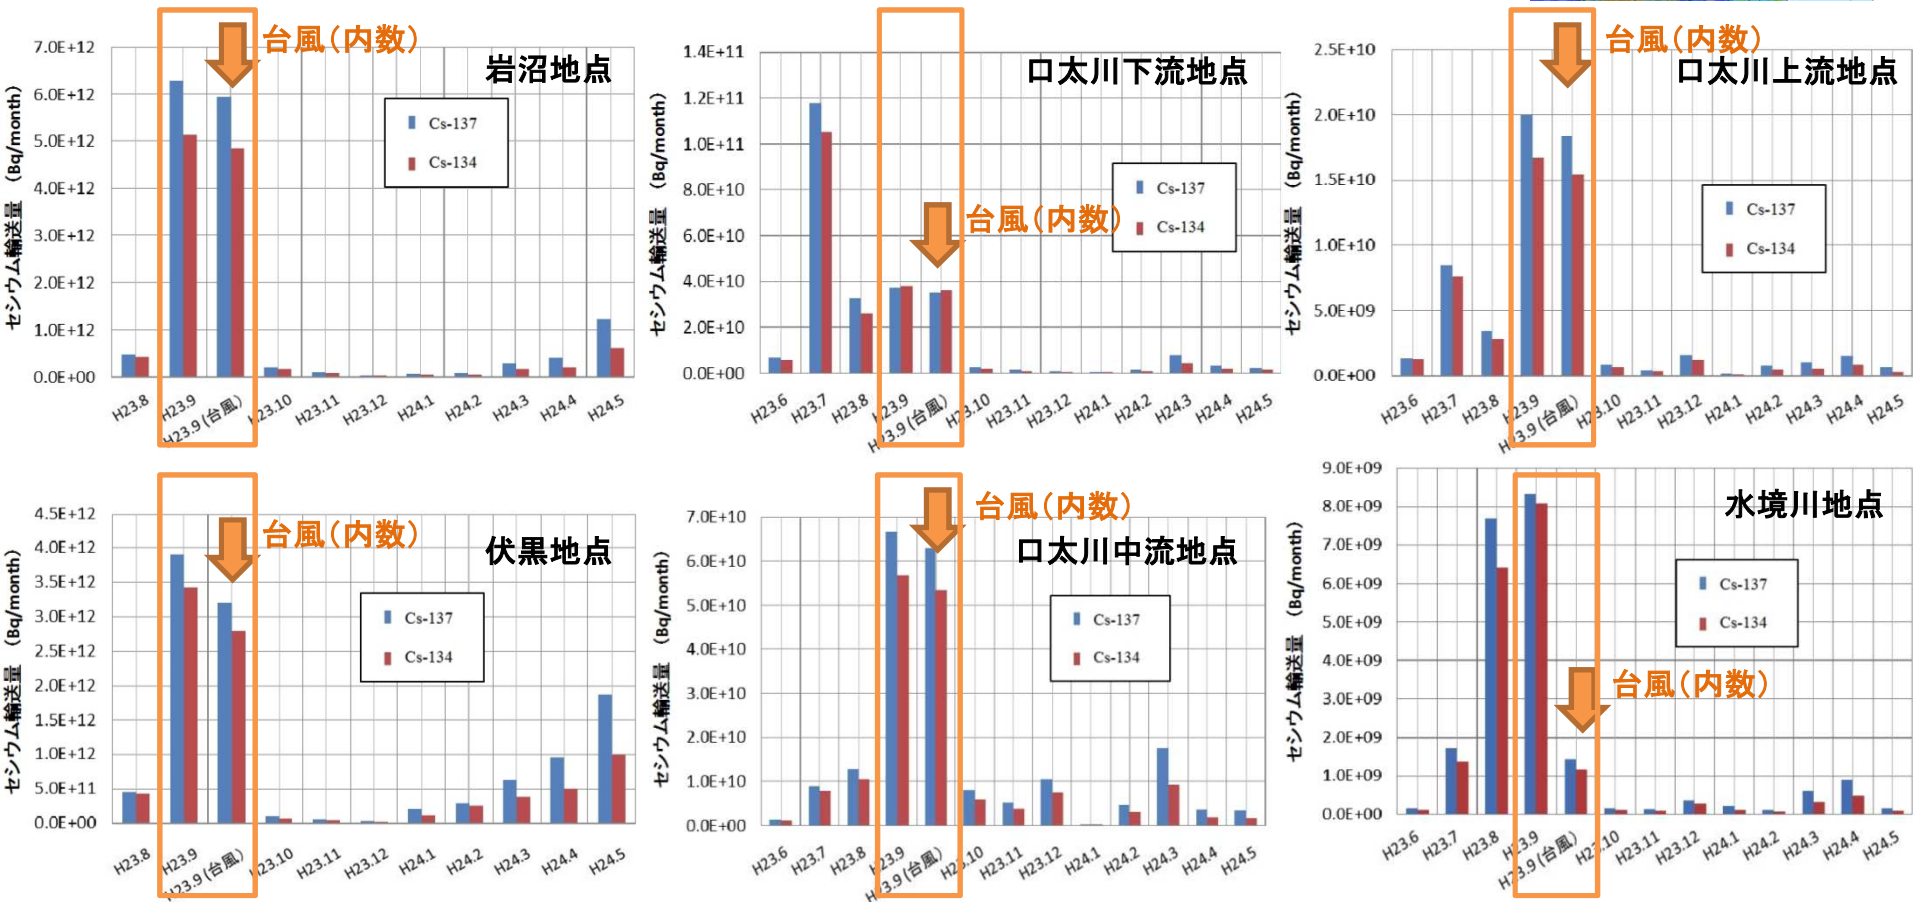 台風(内数)
岩沼地点
セシウム輸送量 (Bq/month)
7.0E+12
6.0E+12
5.0E+12
4.0E+12
3.0E+12
2.0E+12
1.0E+12
0.0E+00
Cs-137
Cs-134
H23.8
H23.9
H23.9 (台風)
H23.10
H23.11
H23.12
H24.1
H24.2
H24.3
H24.4
H24.5
台風(内数)
口太川下流地点
セシウム輸送量 (Bq/month)
1.4E+11
1.2E+11
1.0E+11
8.0E+10
6.0E+10
4.0E+10
2.0E+10
0.0E+00
Cs-137
Cs-134
台風(内数)
H23.6
H23.7
H23.8
H23.9
H23.9 (台風)
H23.10
H23.11
H23.12
H24.1
H24.2
H24.3
H24.4
H24.5
台風(内数)
口太川上流地点
セシウム輸送量 (Bq/month)
2.5E+10
2.0E+10
1.5E+10
1.0E+10
5.0E+09
0.0E+00
Cs-137
Cs-134
H23.6
H23.7
H23.8
H23.9
H23.9 (台風)
H23.10
H23.11
H23.12
H24.1
H24.2
H24.3
H24.4
H24.5
台風(内数)
伏黒地点
セシウム輸送量 (Bq/month)
4.5E+12
4.0E+12
3.5E+12
3.0E+12
2.5E+12
2.0E+12
1.5E+12
1.0E+12
5.0E+11
0.0E+00
Cs-137
Cs-134
H23.8
H23.9
H23.9 (台風)
H23.10
H23.11
H23.12
H24.1
H24.2
H24.3
H24.4
H24.5
台風(内数)
口太川中流地点
セシウム輸送量 (Bq/month)
7.0E+10
6.0E+10
5.0E+10
4.0E+10
3.0E+10
2.0E+10
1.0E+10
0.0E+00
Cs-137
Cs-134
H23.6
H23.7
H23.8
H23.9
H23.9 (台風)
H23.10
H23.11
H23.12
H24.1
H24.2
H24.3
H24.4
H24.5
水境川地点
セシウム輸送量 (Bq/month)
9.0E+09
8.0E+09
7.0E+09
6.0E+09
5.0E+09
4.0E+09
3.0E+09
2.0E+09
1.0E+09
0.0E+00
Cs-137
Cs-134
台風(内数)
H23.6
H23.7
H23.8
H23.9
H23.9 (台風)
H23.10
H23.11
H23.12
H24.1
H24.2
H24.3
H24.4
H24.5